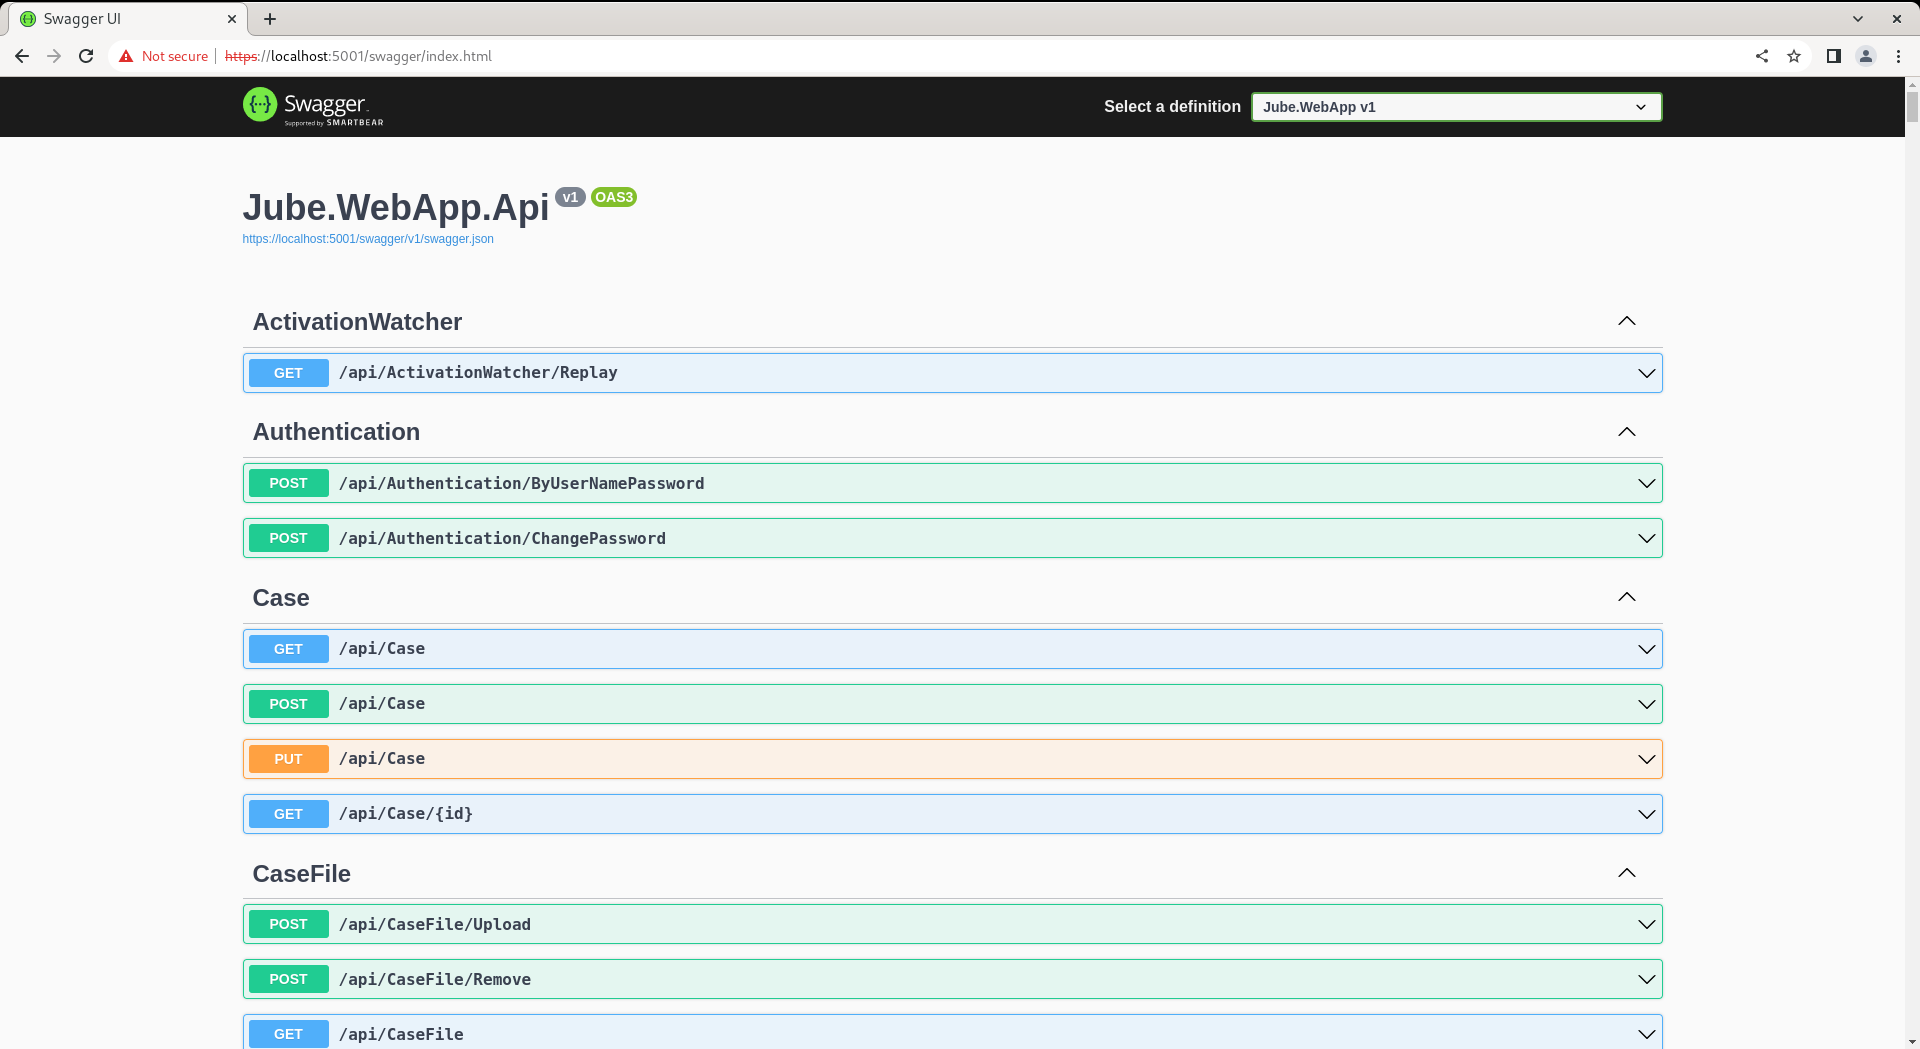 Swagger UI
Not secure https://localhost:5001/swagger/index.html
Swagger
Supported by SMARTBEAR
Select a definition
Jube.WebApp v1
Jube.WebApp.Api v1 OAS3
https://localhost:5001/swagger/v1/swagger.json
ActivationWatcher
GET /api/ActivationWatcher/Replay
Authentication
POST /api/Authentication/ByUserNamePassword
POST /api/Authentication/ChangePassword
Case
GET /api/Case
POST /api/Case
PUT /api/Case
GET /api/Case/{id}
CaseFile
POST /api/CaseFile/Upload
POST /api/CaseFile/Remove
GET /api/CaseFile